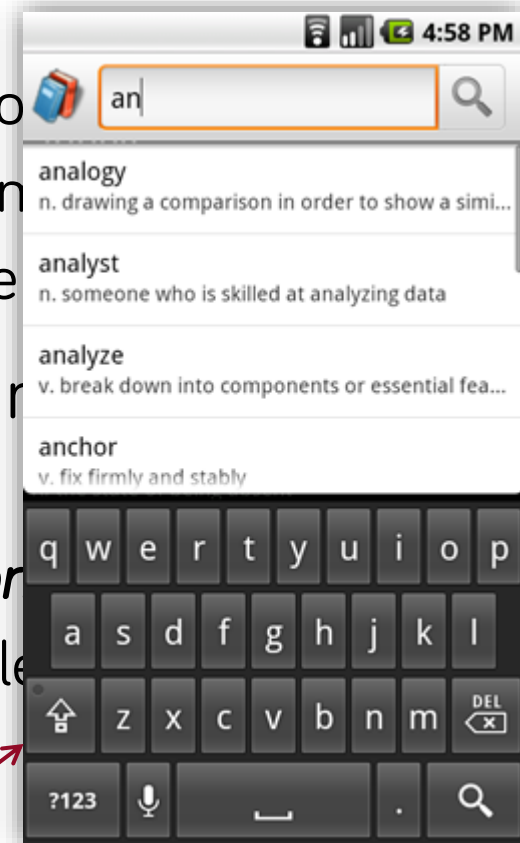 4:58 PM
an
analogy
n. drawing a comparison in order to show a simi...
analyst
n. someone who is skilled at analyzing data
analyze
v. break down into components or essential fea...
anchor
v. fix firmly and stably
q w e r t y u i o p
a s d f g h j k l
z x c v b n m DEL
?123 .